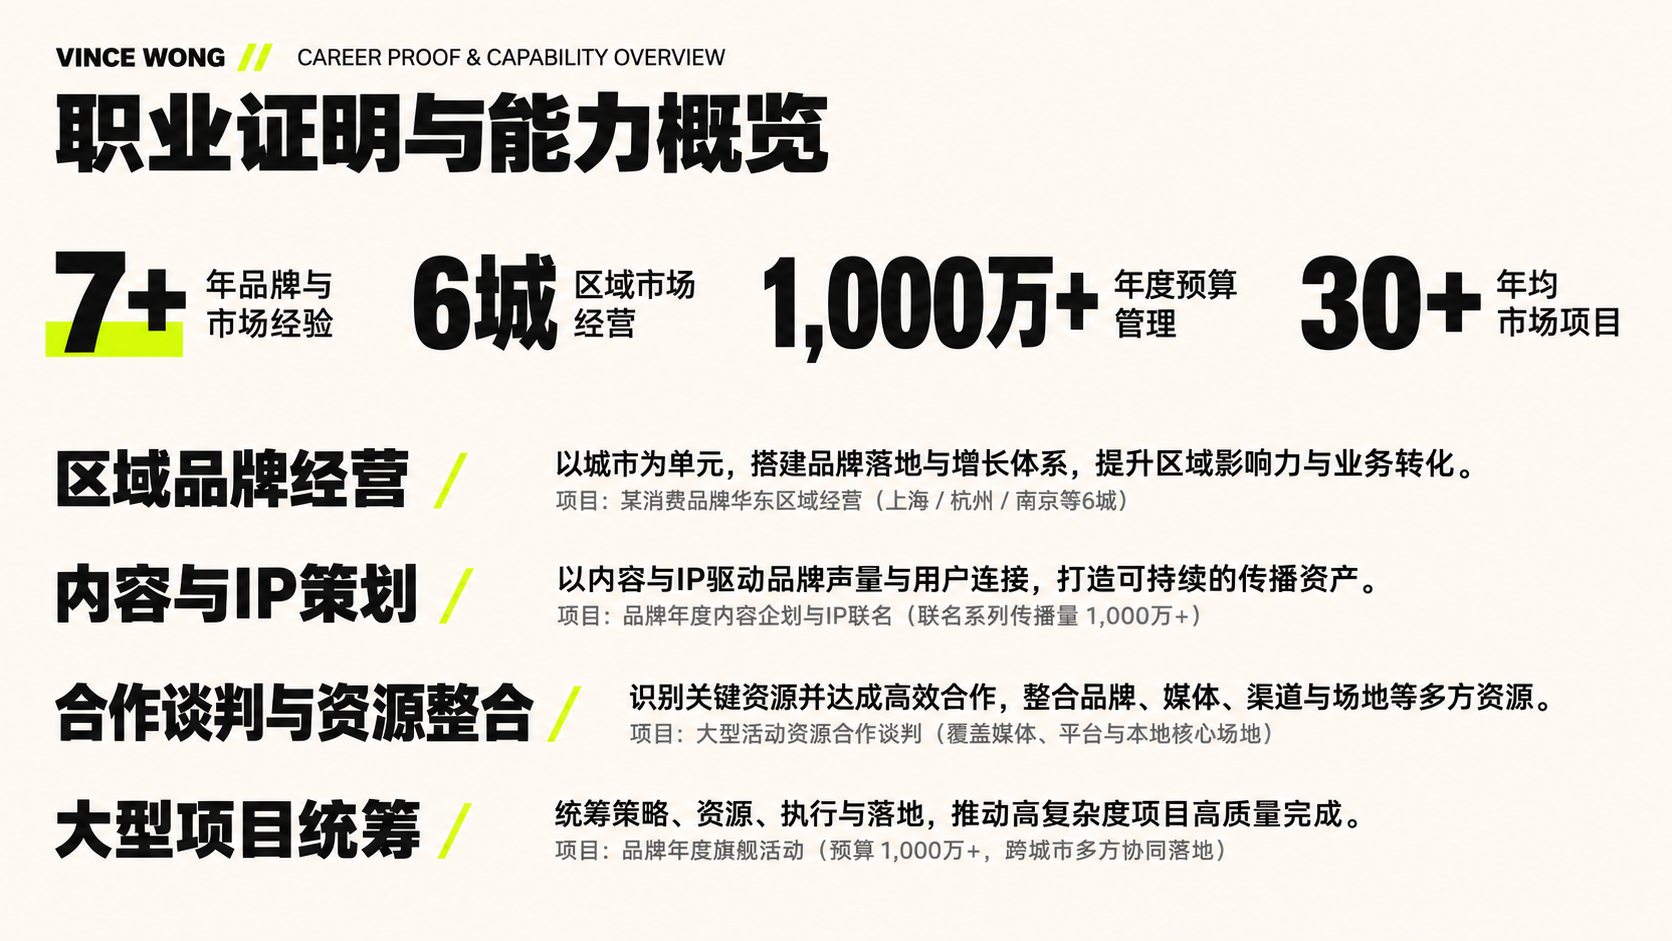 VINCE WONG // CAREER PROOF & CAPABILITY OVERVIEW
职业证明与能力概览
7+ 年品牌与
市场经验
6城 区域市场
经营
1,000万+ 年度预算
管理
30+ 年均
市场项目
区域品牌经营 /
以城市为单元，搭建品牌落地与增长体系，提升区域影响力与业务转化。
项目：某消费品牌华东区域经营（上海 / 杭州 / 南京等6城）
内容与IP策划 /
以内容与IP驱动品牌声量与用户连接，打造可持续的传播资产。
项目：品牌年度内容企划与IP联名（联名系列传播量 1,000万+）
合作谈判与资源整合 /
识别关键资源并达成高效合作，整合品牌、媒体、渠道与场地等多方资源。
项目：大型活动资源合作谈判（覆盖媒体、平台与本地核心场地）
大型项目统筹 /
统筹策略、资源、执行与落地，推动高复杂度项目高质量完成。
项目：品牌年度旗舰活动（预算 1,000万+，跨城市多方协同落地）